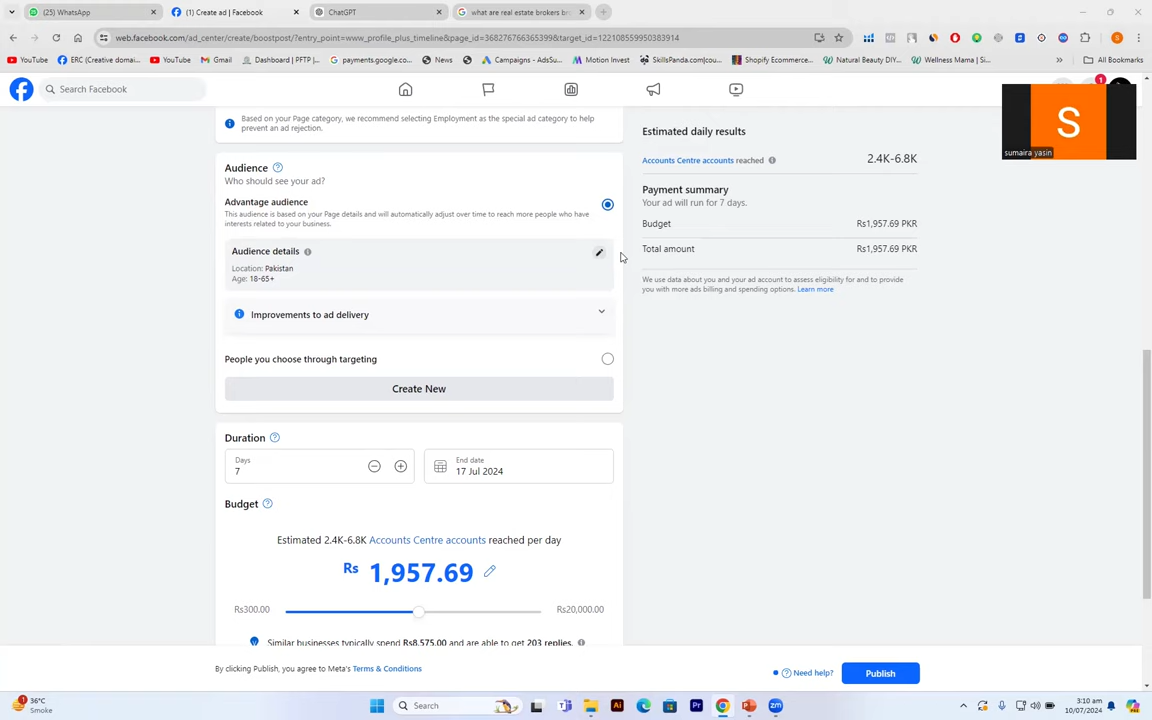 (25) WhatsApp
(1) Create ad | Facebook
ChatGPT
what are real estate brokers bro
web.facebook.com/ad_center/create/boostpost/?entry_point=www_profile_plus_timeline&page_id=368276766365399&target_id=122108559950383914
YouTube
ERC (Creative domai...
YouTube
Gmail
Dashboard | PFTP |...
payments.google.co...
News
Campaigns - AdsSu...
Motion Invest
SkillsPanda.com|cou...
Shopify Ecommerce...
Natural Beauty DIY...
Wellness Mama | Si...
All Bookmarks
Search Facebook
1
S
sumaira yasin
Based on your Page category, we recommend selecting Employment as the special ad category to help
prevent an ad rejection.
Audience
Who should see your ad?
Advantage audience
This audience is based on your Page details and will automatically adjust over time to reach more people who have
interests related to your business.
Audience details
Location: Pakistan
Age: 18-65+
Improvements to ad delivery
People you choose through targeting
Create New
Duration
Days
7
End date
17 Jul 2024
Budget
Estimated 2.4K-6.8K Accounts Centre accounts reached per day
Rs 1,957.69
Rs300.00
Rs20,000.00
Similar businesses typically spend Rs8,575.00 and are able to get 203 replies.
Estimated daily results
Accounts Centre accounts reached 2.4K-6.8K
Payment summary
Your ad will run for 7 days.
Budget Rs1,957.69 PKR
Total amount Rs1,957.69 PKR
We use data about you and your ad account to assess eligibility for and to provide
you with more ads billing and spending options. Learn more
By clicking Publish, you agree to Meta's Terms & Conditions
Need help?
Publish
36°C
Smoke
Search
3:10 pm
10/07/2024